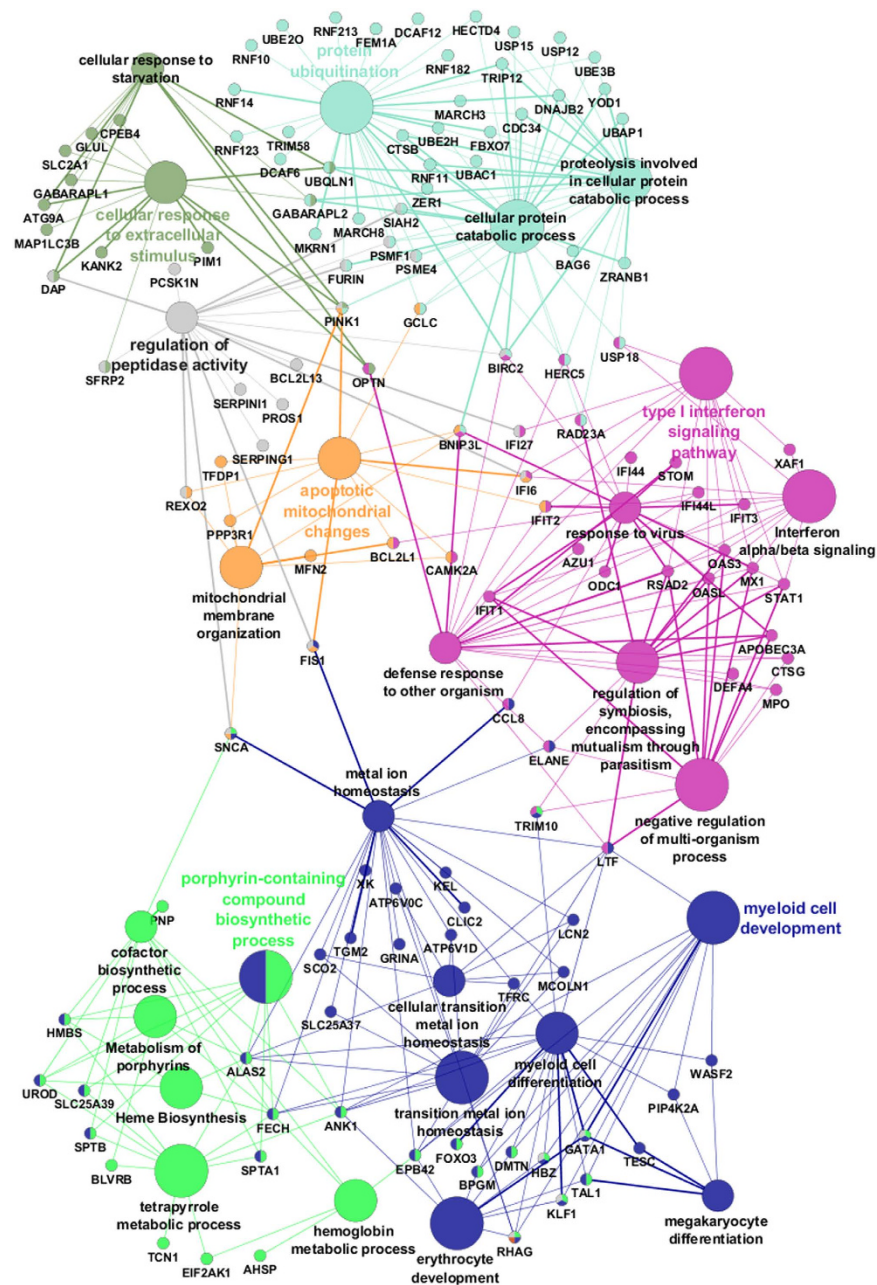 RNF213
DCAF12
HECTD4
UBE2O
FEM1A
USP15
USP12
RNF10
protein
ubiquitination
RNF182
TRIP12
UBE3B
cellular response to
starvation
RNF14
MARCH3
DNAJB2
YOD1
CDC34
UBAP1
CPEB4
GLUL
RNF123
TRIM58
CTSB
UBE2H
FBXO7
SLC2A1
DCAF6
UBQLN1
RNF11
UBAC1
proteolysis involved
in cellular protein
catabolic process
GABARAPL1
ZER1
ATG9A
cellular response
to extracellular
stimulus
GABARAPL2
SIAH2
cellular protein
catabolic process
MAP1LC3B
MKRN1
MARCH8
KANK2
PIM1
PSMF1
PSME4
BAG6
ZRANB1
DAP
PCSK1N
FURIN
PINK1
GCLC
regulation of
peptidase activity
USP18
SFRP2
BCL2L13
OPTN
BIRC2
HERC5
SERPINI1
PROS1
type I interferon
signaling
pathway
SERPING1
BNIP3L
IFI27
RAD23A
XAF1
TFDP1
IFI44
STOM
REXO2
apoptotic
mitochondrial
changes
IFI6
IFI44L
IFIT3
PPP3R1
IFIT2
response to virus
Interferon
alpha/beta signaling
MFN2
BCL2L1
CAMK2A
AZU1
OAS3
mitochondrial
membrane
organization
ODC1
RSAD2
OASL
MX1
STAT1
IFIT1
FIS1
APOBEC3A
defense response
to other organism
regulation of
symbiosis,
encompassing
mutualism through
parasitism
CTSG
DEFA4
MPO
CCL8
SNCA
ELANE
metal ion
homeostasis
TRIM10
negative regulation
of multi-organism
process
LTF
porphyrin-containing
compound
biosynthetic
process
XK
KEL
ATP6V0C
CLIC2
myeloid cell
development
PNP
cofactor
biosynthetic
process
TGM2
GRINA
ATP6V1D
LCN2
SCO2
cellular transition
metal ion
homeostasis
TFRC
MCOLN1
HMBS
Metabolism of
porphyrins
SLC25A37
myeloid cell
differentiation
ALAS2
WASF2
UROD
SLC25A39
Heme Biosynthesis
FECH
ANK1
transition metal ion
homeostasis
PIP4K2A
SPTB
GATA1
TESC
BLVRB
SPTA1
EPB42
FOXO3
DMTN
HBZ
BPGM
TAL1
tetrapyrrole
metabolic process
KLF1
megakaryocyte
differentiation
hemoglobin
metabolic process
TCN1
EIF2AK1
AHSP
erythrocyte
development
RHAG